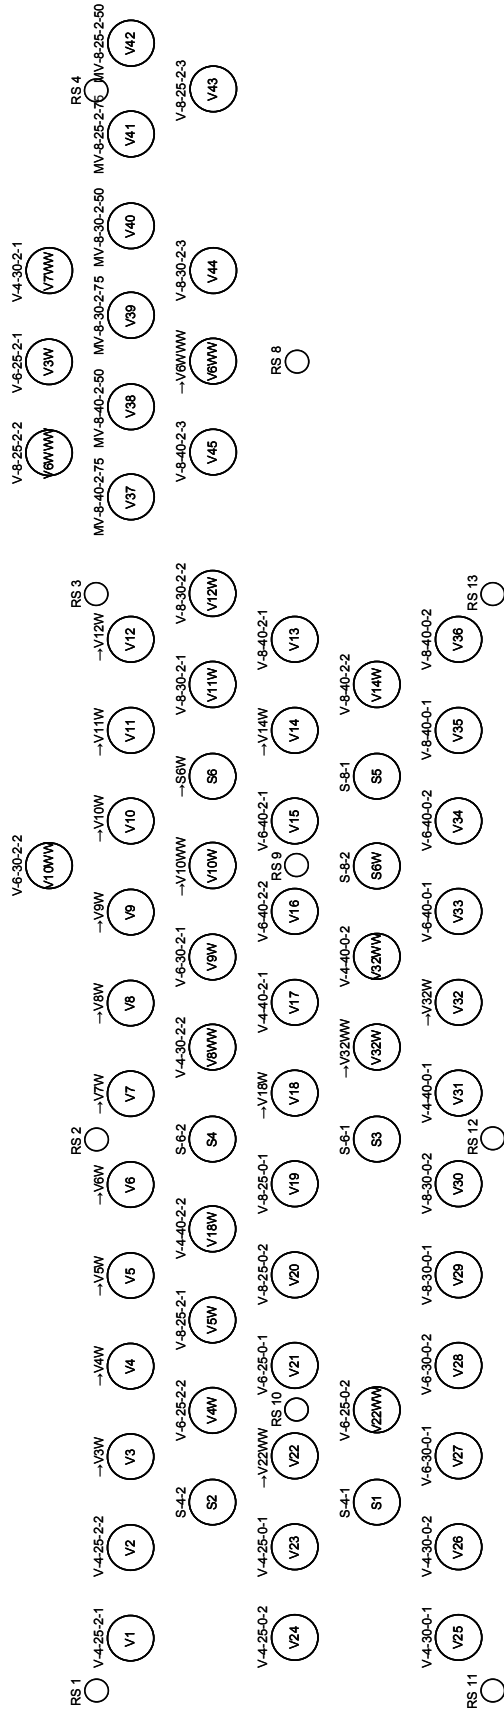 V-6-30-2-2
V10WW
V-8-25-2-2
V6WWW
V-6-25-2-1
V3W
V-4-30-2-1
V7WW
RS 1
RS 2
RS 3
RS 4
V-4-25-2-1
V1
V-4-25-2-2
V2
→V3W
V3
→V4W
V4
→V5W
V5
→V6W
V6
→V7W
V7
→V8W
V8
→V9W
V9
→V10W
V10
→V11W
V11
→V12W
V12
MV-8-40-2-75
V37
MV-8-40-2-50
V38
MV-8-30-2-75
V39
MV-8-30-2-50
V40
MV-8-25-2-75
V41
MV-8-25-2-50
V42
S-4-2
S2
V-6-25-2-2
V4W
V-8-25-2-1
V5W
V-4-40-2-2
V18W
S-6-2
S4
V-4-30-2-2
V8WW
V-6-30-2-1
V9W
→V10WW
V10W
→S6W
S6
V-8-30-2-1
V11W
V-8-30-2-2
V12W
V-8-40-2-3
V45
→V6WWW
V6WW
V-8-30-2-3
V44
V-8-25-2-3
V43
RS 10
RS 9
RS 8
V-4-25-0-2
V24
V-4-25-0-1
V23
→V22WW
V22
V-6-25-0-1
V21
V-8-25-0-2
V20
V-8-25-0-1
V19
→V18W
V18
V-4-40-2-1
V17
V-6-40-2-2
V16
V-6-40-2-1
V15
→V14W
V14
V-8-40-2-1
V13
S-4-1
S1
V-6-25-0-2
V22WW
S-6-1
S3
→V32WW
V32W
V-4-40-0-2
V32WW
S-8-2
S6W
S-8-1
S5
V-8-40-2-2
V14W
V-4-30-0-1
V25
V-4-30-0-2
V26
V-6-30-0-1
V27
V-6-30-0-2
V28
V-8-30-0-1
V29
V-8-30-0-2
V30
V-4-40-0-1
V31
→V32W
V32
V-6-40-0-1
V33
V-6-40-0-2
V34
V-8-40-0-1
V35
V-8-40-0-2
V36
RS 11
RS 12
RS 13